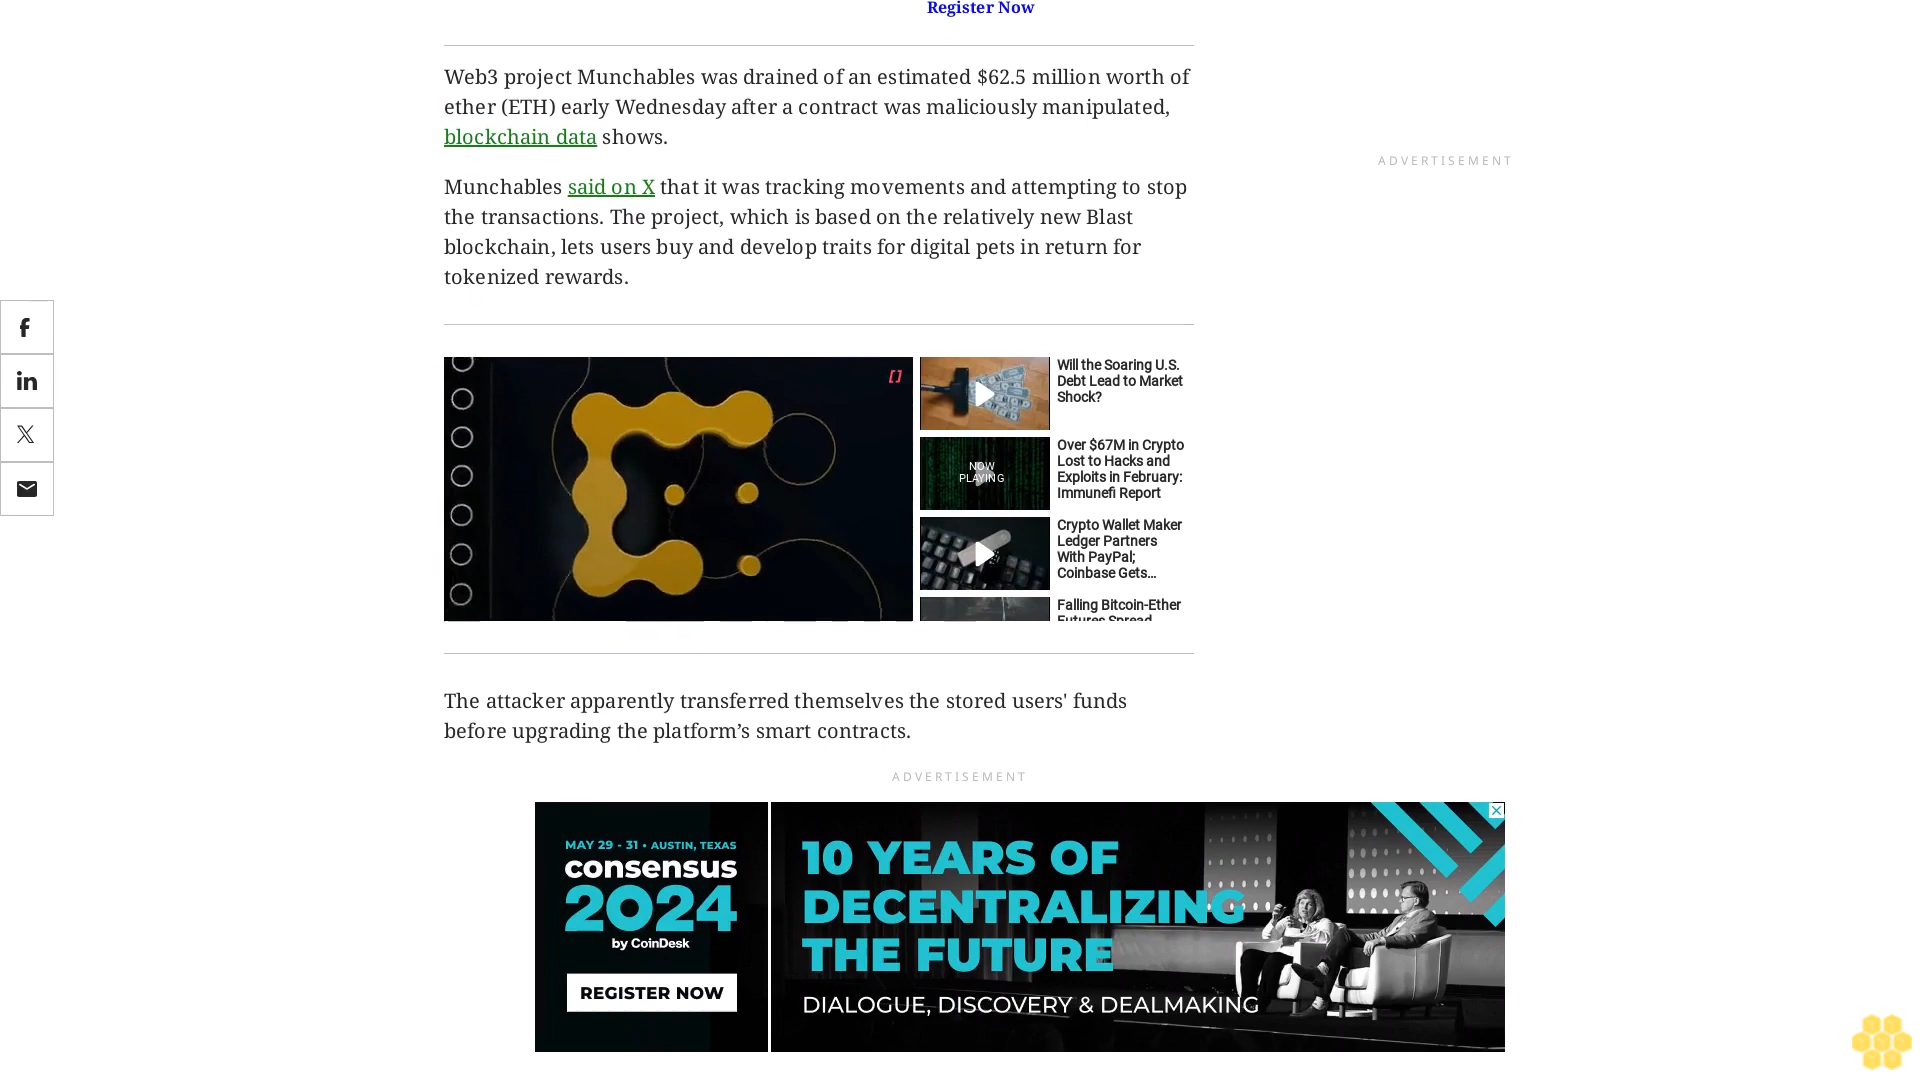 Register Now
Web3 project Munchables was drained of an estimated $62.5 million worth of
ether (ETH) early Wednesday after a contract was maliciously manipulated,
blockchain data shows.
ADVERTISEMENT
Munchables said on X that it was tracking movements and attempting to stop
the transactions. The project, which is based on the relatively new Blast
blockchain, lets users buy and develop traits for digital pets in return for
tokenized rewards.
Will the Soaring U.S.
Debt Lead to Market
Shock?
NOW
PLAYING
Over $67M in Crypto
Lost to Hacks and
Exploits in February:
Immunefi Report
Crypto Wallet Maker
Ledger Partners
With PayPal;
Coinbase Gets...
Falling Bitcoin-Ether
Futures Spread
The attacker apparently transferred themselves the stored users' funds
before upgrading the platform’s smart contracts.
ADVERTISEMENT
MAY 29 - 31 • AUSTIN, TEXAS
consensus
2024
by CoinDesk
REGISTER NOW
10 YEARS OF
DECENTRALIZING
THE FUTURE
DIALOGUE, DISCOVERY & DEALMAKING